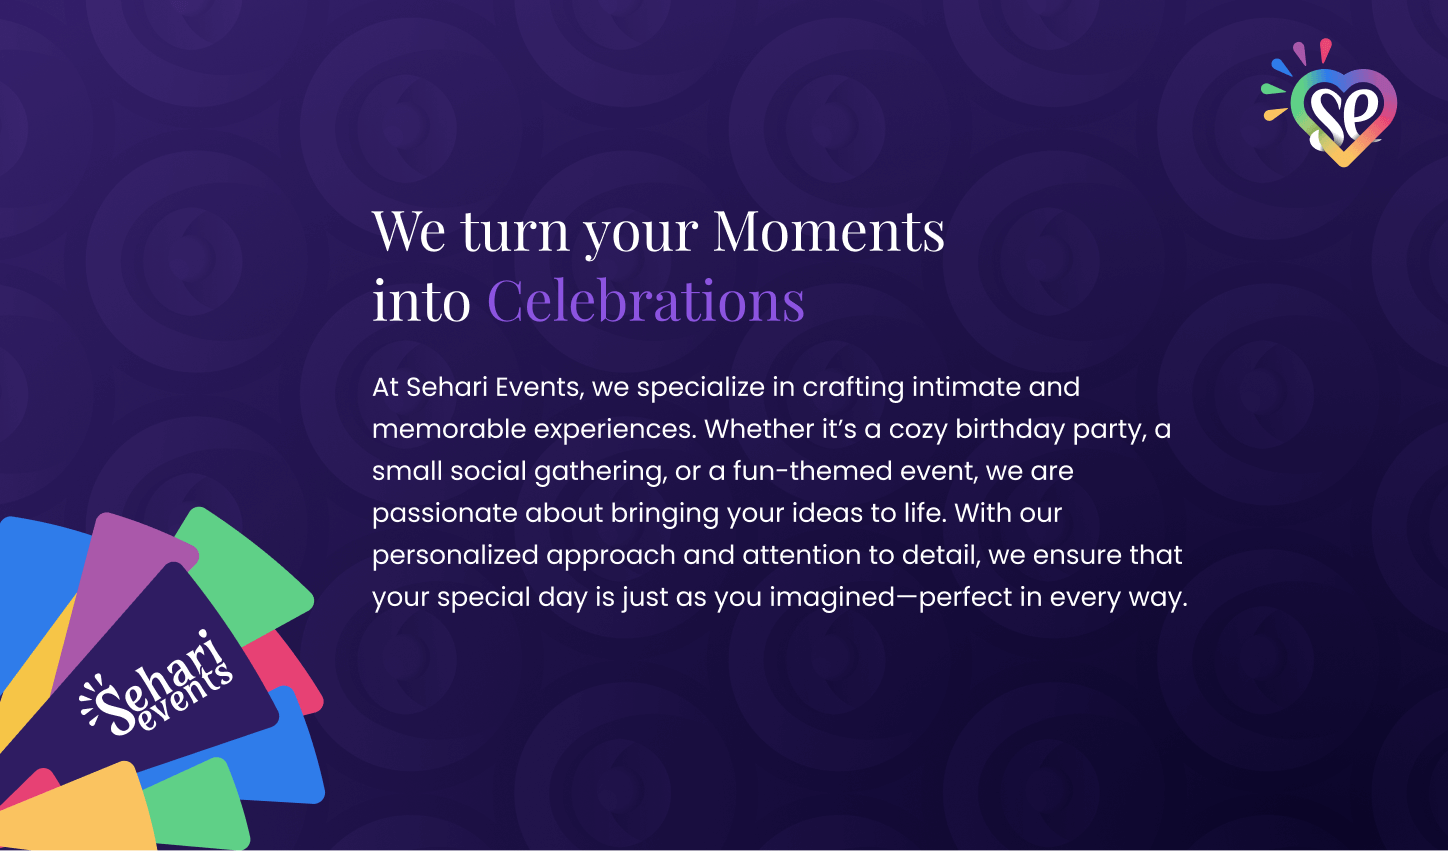 se
We turn your Moments
into Celebrations
At Sehari Events, we specialize in crafting intimate and
memorable experiences. Whether it’s a cozy birthday party, a
small social gathering, or a fun-themed event, we are
passionate about bringing your ideas to life. With our
personalized approach and attention to detail, we ensure that
your special day is just as you imagined—perfect in every way.
Sehari
events